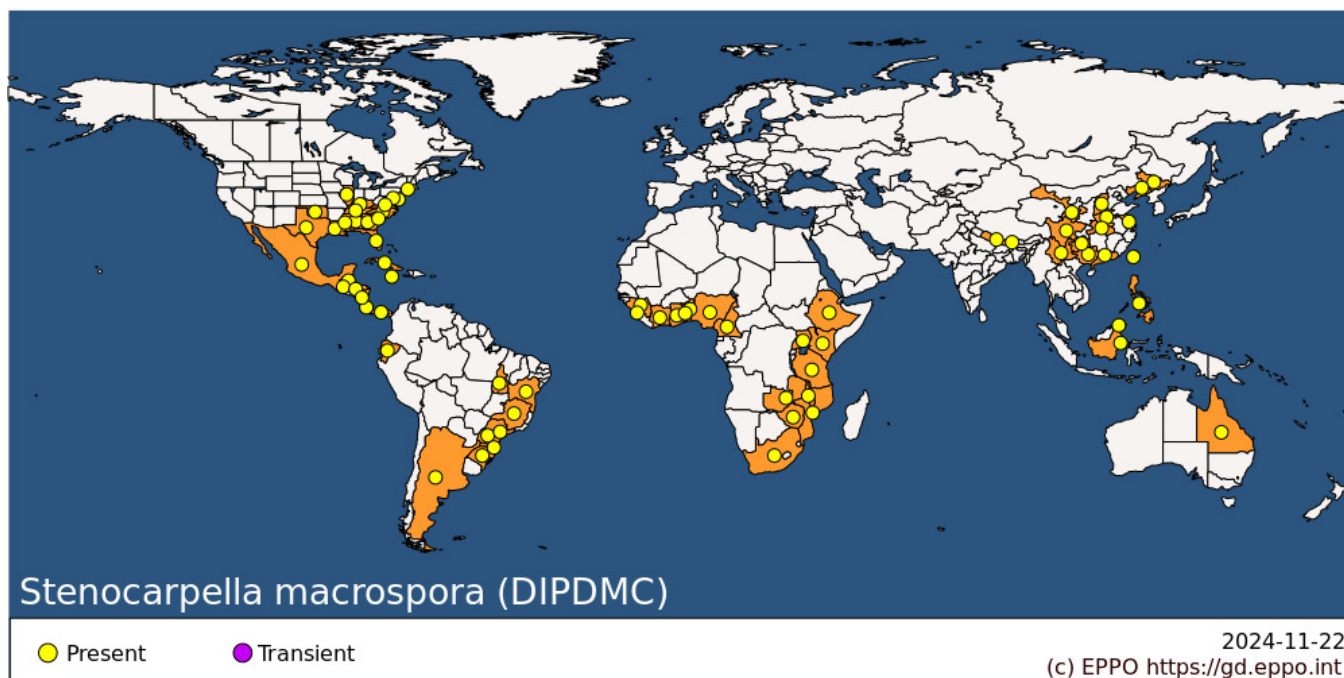 Stenocarpella macrospora (DIPDMC)
Present
Transient
2024-11-22
(c) EPPO https://gd.eppo.int